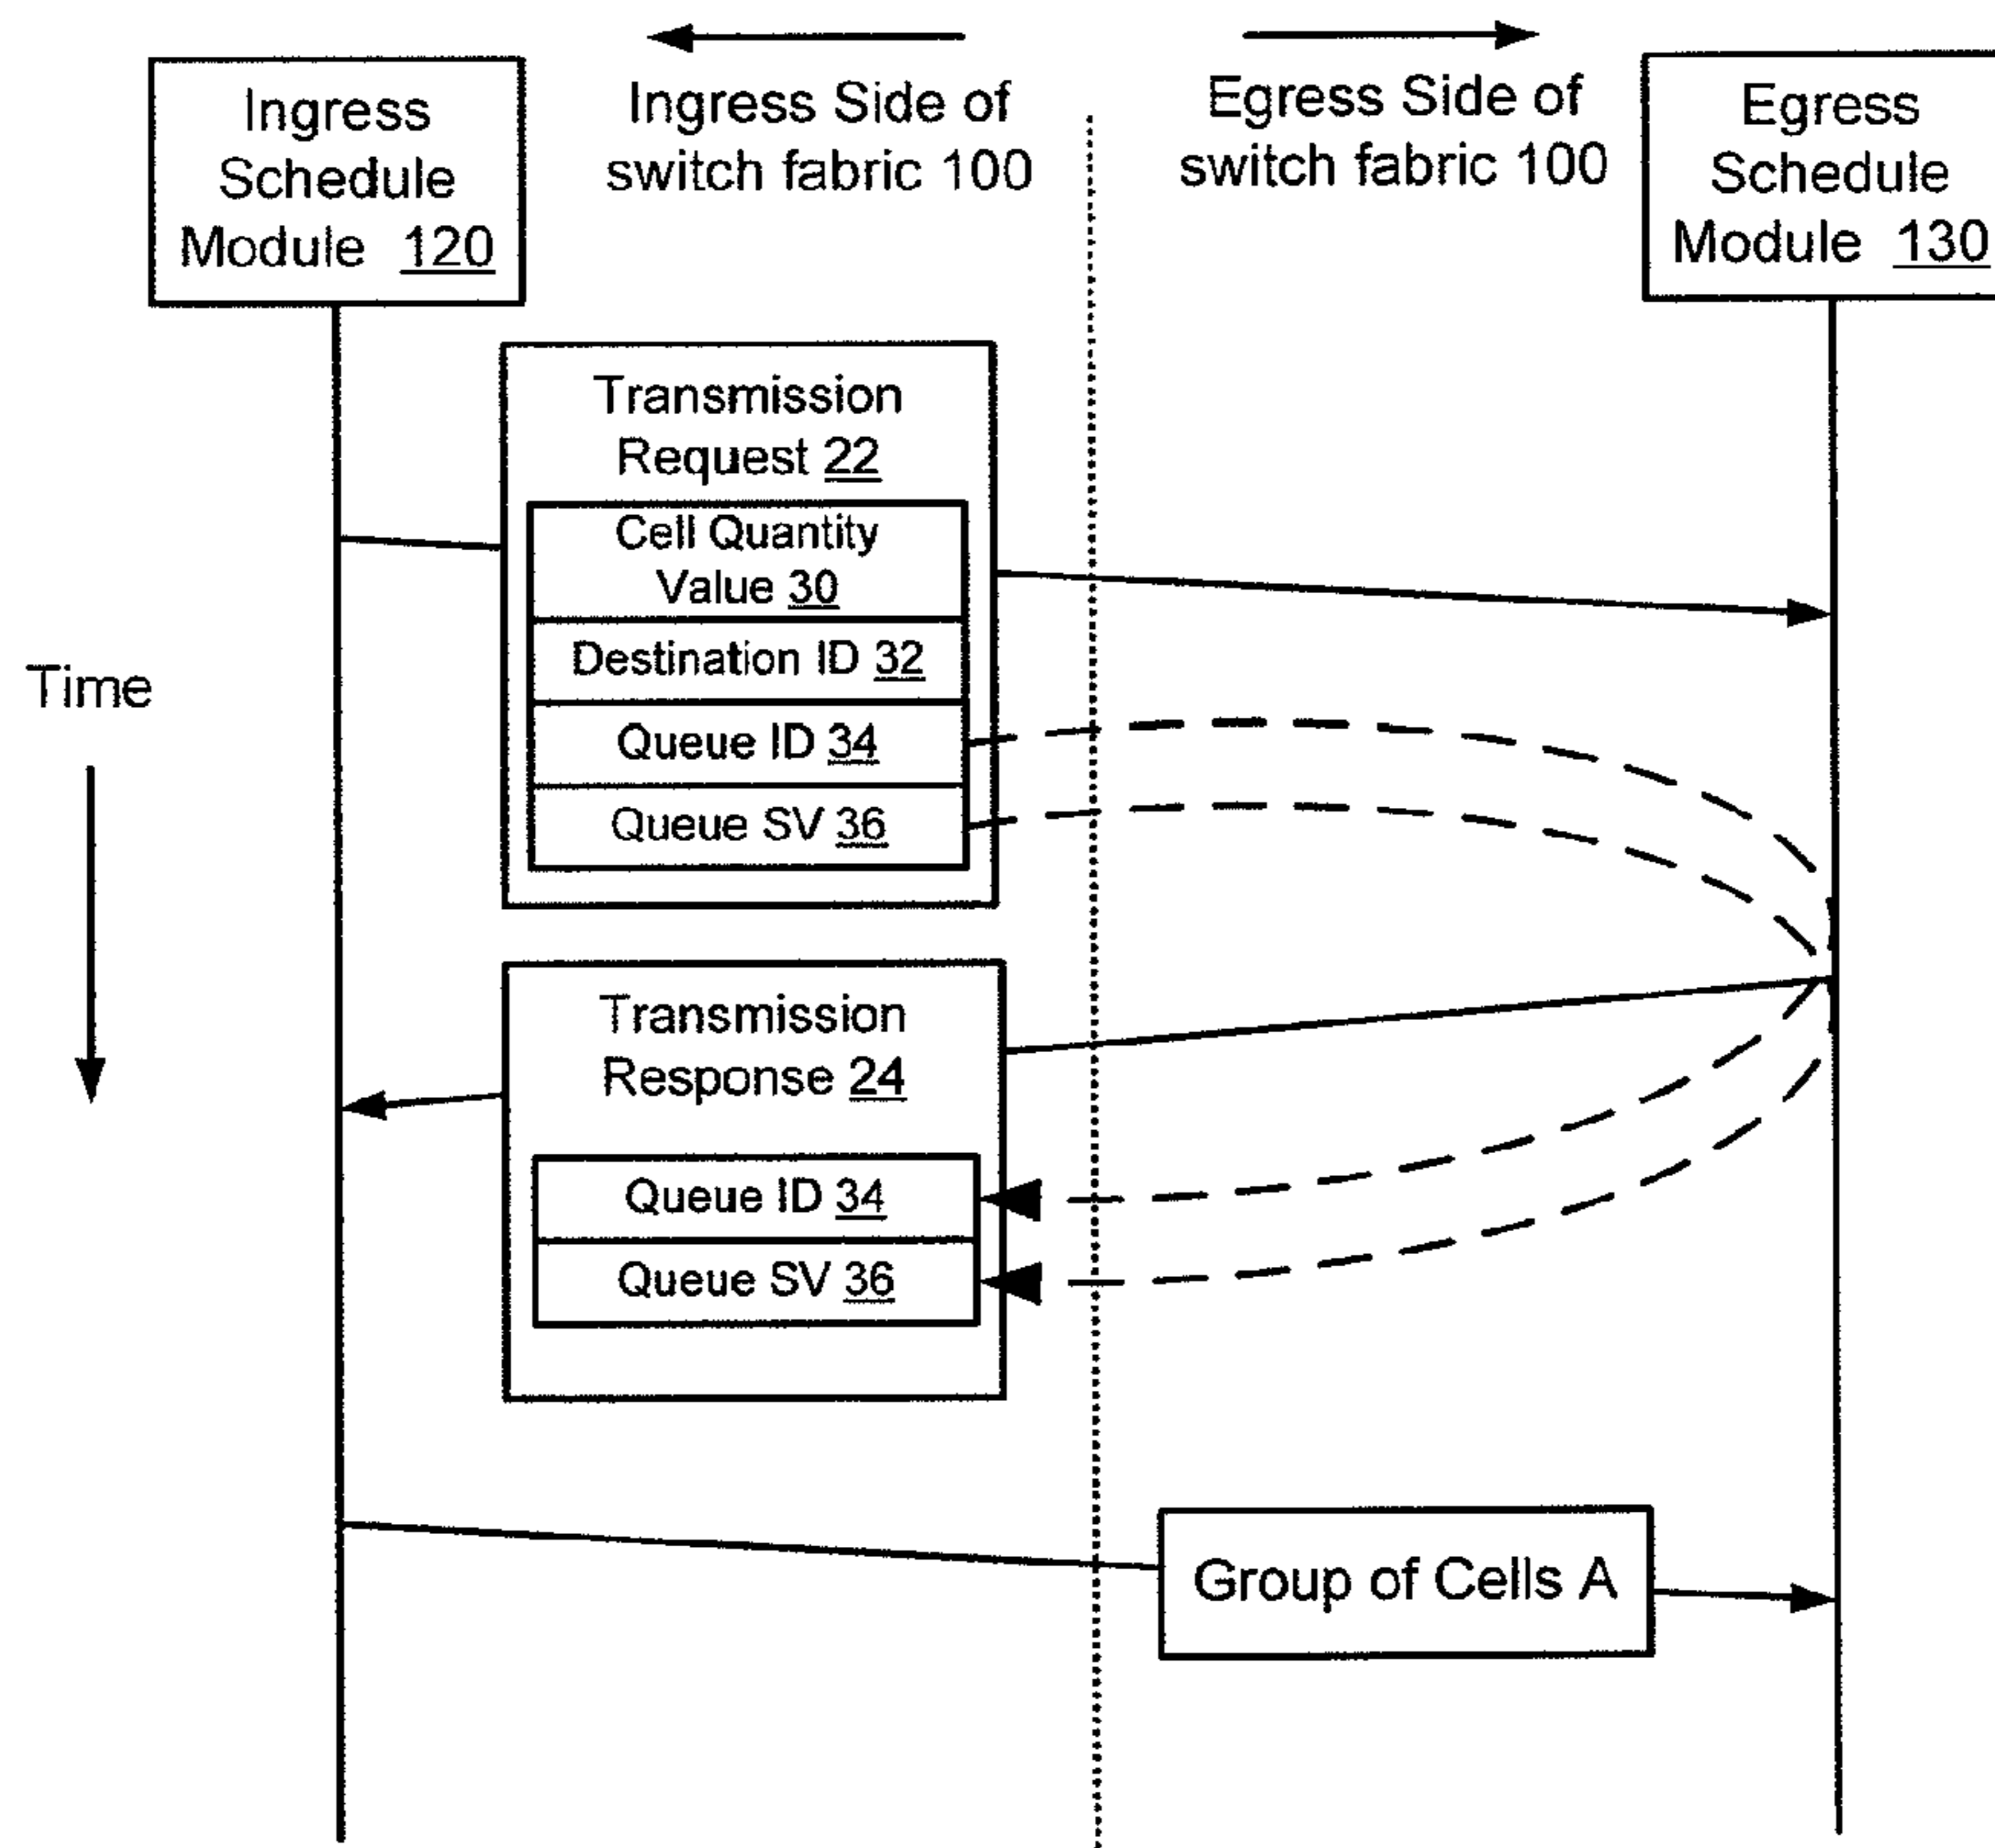 Ingress
Schedule
Module 120
Ingress Side of
switch fabric 100
Egress Side of
switch fabric 100
Egress
Schedule
Module 130
Transmission
Request 22
Cell Quantity
Value 30
Destination ID 32
Queue ID 34
Queue SV 36
Time
Transmission
Response 24
Queue ID 34
Queue SV 36
Group of Cells A